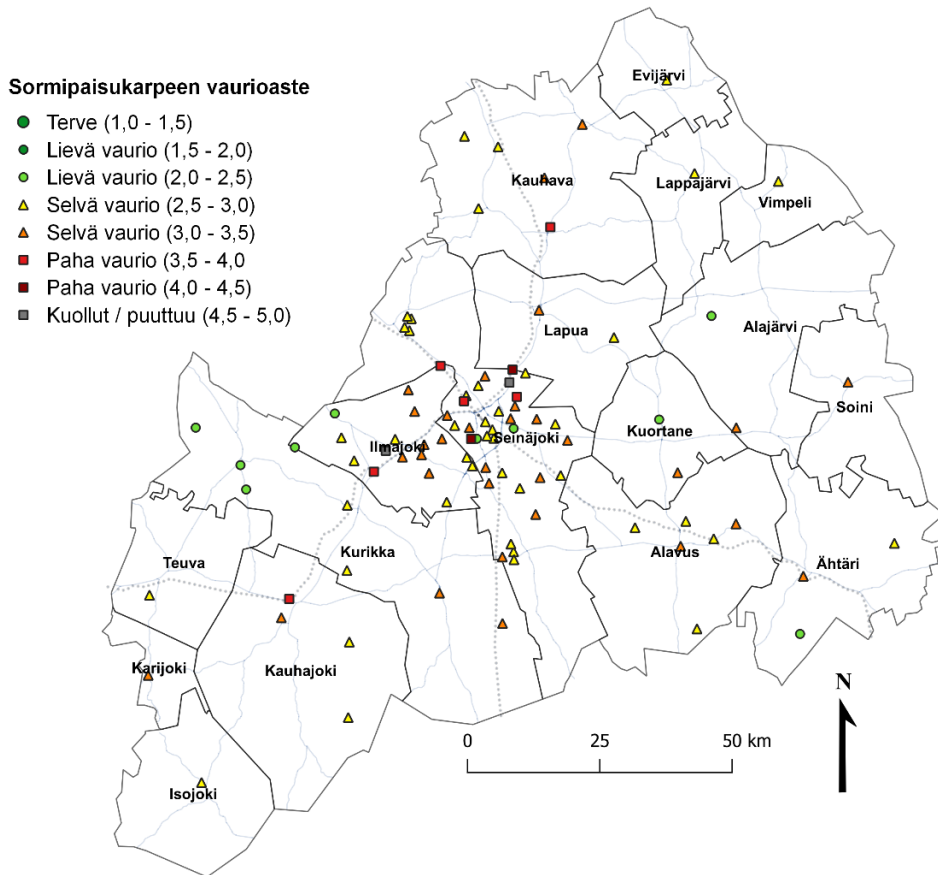 Sormipaisukarpeen vaurioaste
Terve (1,0 - 1,5)
Lievä vaurio (1,5 - 2,0)
Lievä vaurio (2,0 - 2,5)
Selvä vaurio (2,5 - 3,0)
Selvä vaurio (3,0 - 3,5)
Paha vaurio (3,5 - 4,0
Paha vaurio (4,0 - 4,5)
Kuollut / puuttuu (4,5 - 5,0)
Evijärvi
Kauhava
Lappajärvi
Vimpeli
Lapua
Alajärvi
Soini
Kuortane
Seinäjoki
Ilmajoki
Kurikka
Alavus
Ähtäri
Teuva
Karijoki
Kauhajoki
Isojoki
N
0 25 50 km